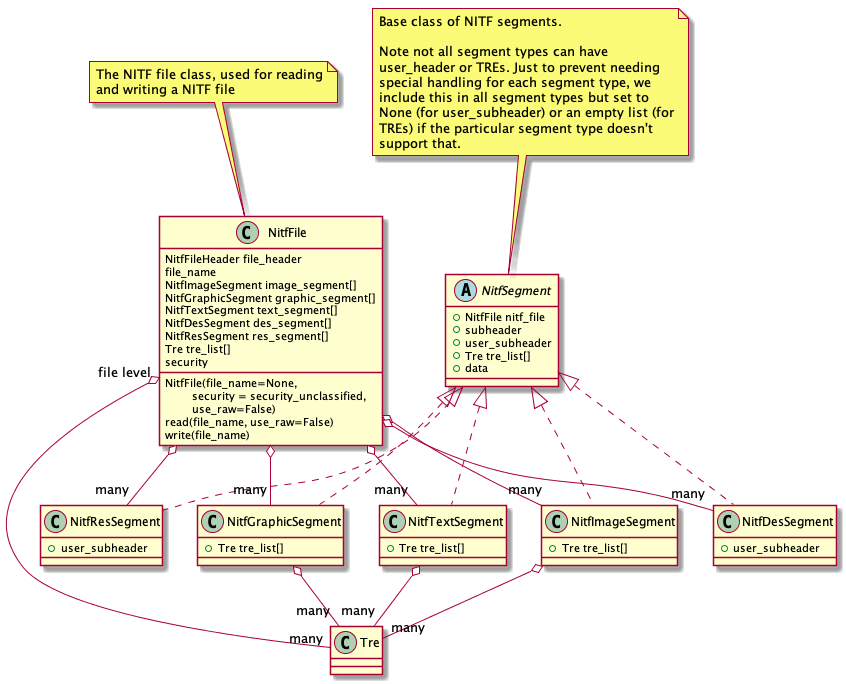 Base class of NITF segments.
Note not all segment types can have
user_header or TREs. Just to prevent needing
special handling for each segment type, we
include this in all segment types but set to
None (for user_subheader) or an empty list (for
TREs) if the particular segment type doesn't
support that.
The NITF file class, used for reading
and writing a NITF file
C NitfFile
NitfFileHeader file_header
file_name
NitfImageSegment image_segment[]
NitfGraphicSegment graphic_segment[]
NitfTextSegment text_segment[]
NitfDesSegment des_segment[]
NitfResSegment res_segment[]
Tre tre_list[]
security
NitfFile(file_name=None,
security = security_unclassified,
use_raw=False)
read(file_name, use_raw=False)
write(file_name)
A NitfSegment
NitfFile nitf_file
subheader
user_subheader
Tre tre_list[]
data
file level
many
many
many
many
many
C NitfResSegment
user_subheader
C NitfGraphicSegment
Tre tre_list[]
C NitfTextSegment
Tre tre_list[]
C NitfImageSegment
Tre tre_list[]
C NitfDesSegment
user_subheader
many
many
many
many
C Tre